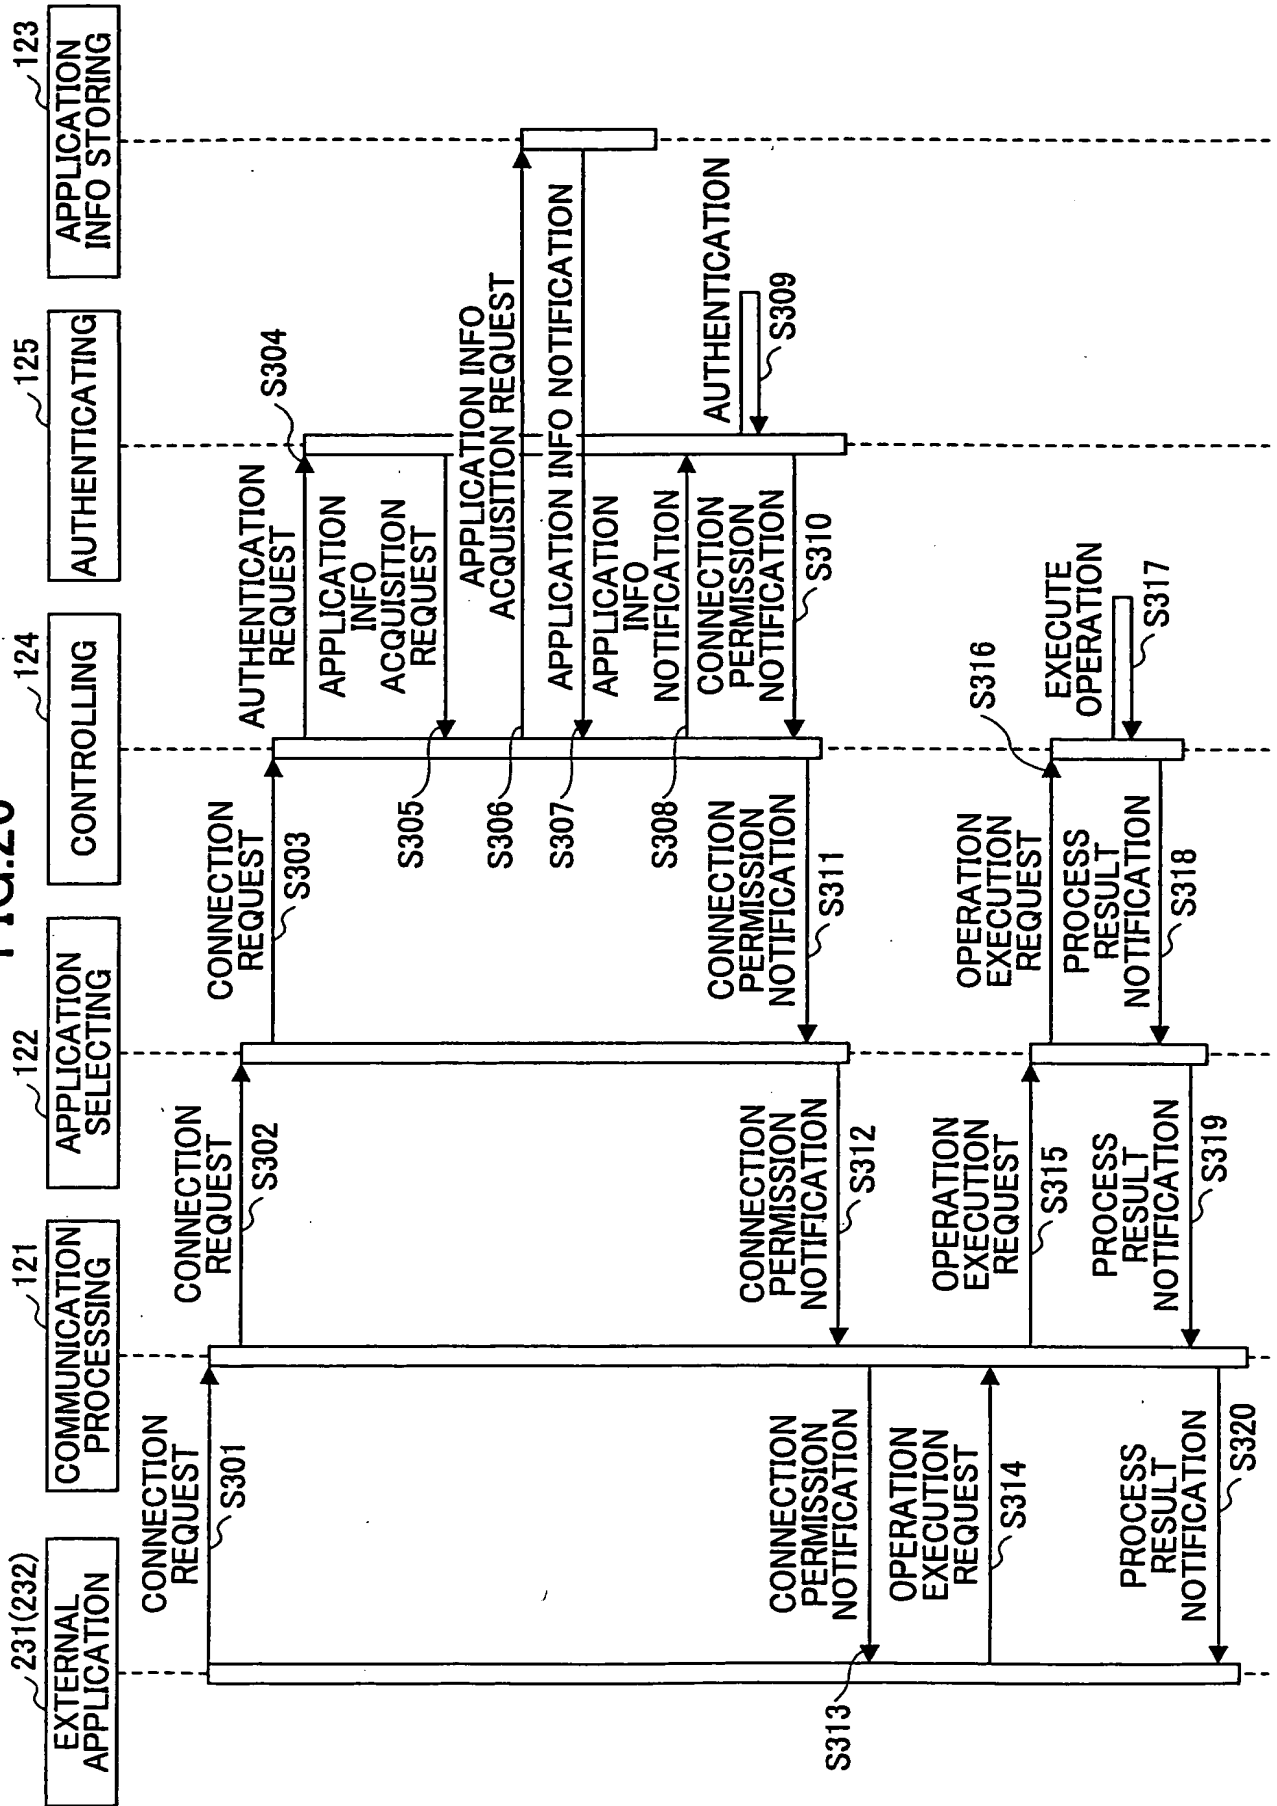 FIG.20
231(232)
EXTERNAL
APPLICATION
121
COMMUNICATION
PROCESSING
122
APPLICATION
SELECTING
124
CONTROLLING
125
AUTHENTICATING
123
APPLICATION
INFO STORING
CONNECTION
REQUEST
S301
CONNECTION
REQUEST
S302
CONNECTION
REQUEST
S303
AUTHENTICATION
REQUEST
S304
APPLICATION
INFO
ACQUISITION
REQUEST
S305
APPLICATION INFO
ACQUISITION REQUEST
S306
APPLICATION INFO NOTIFICATION
S307
APPLICATION
INFO
NOTIFICATION
S308
AUTHENTICATION
S309
CONNECTION
PERMISSION
NOTIFICATION
S310
CONNECTION
PERMISSION
NOTIFICATION
S311
CONNECTION
PERMISSION
NOTIFICATION
S312
CONNECTION
PERMISSION
NOTIFICATION
S313
OPERATION
EXECUTION
REQUEST
S314
OPERATION
EXECUTION
REQUEST
S315
OPERATION
EXECUTION
REQUEST
S316
EXECUTE
OPERATION
S317
PROCESS
RESULT
NOTIFICATION
S318
PROCESS
RESULT
NOTIFICATION
S319
PROCESS
RESULT
NOTIFICATION
S320